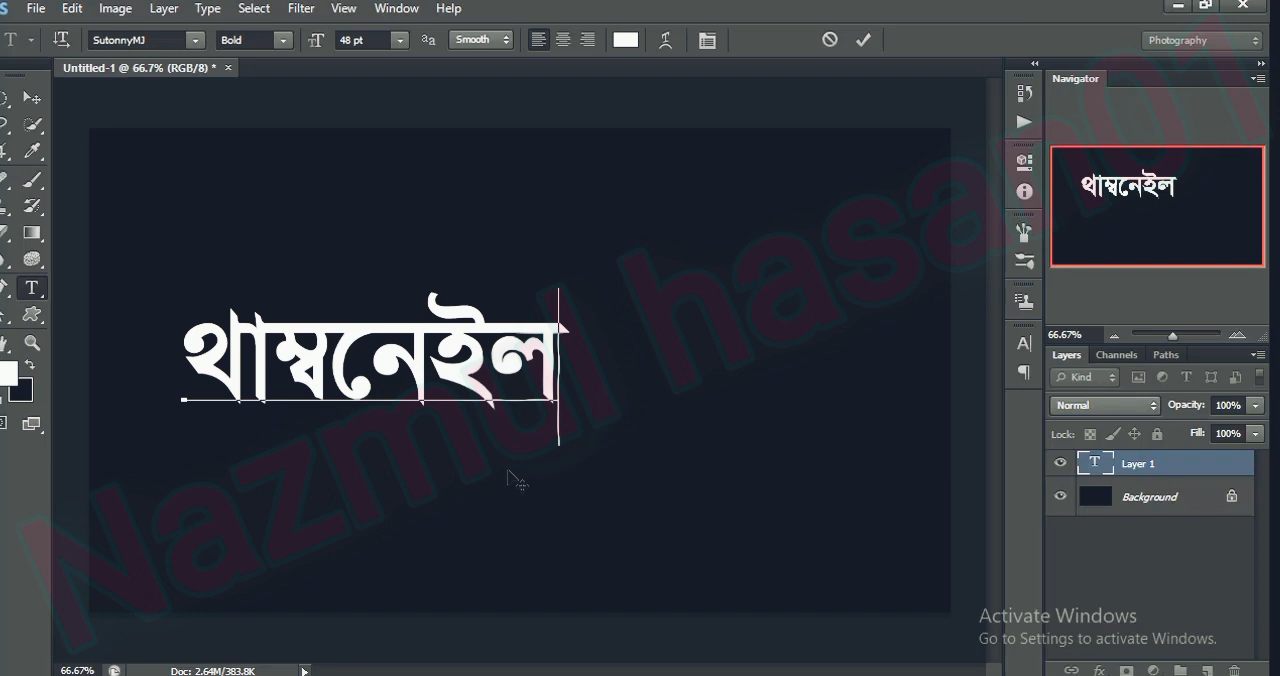 File Edit Image Layer Type Select Filter View Window Help
T SutonnyMJ Bold 48 pt Smooth Photography
Untitled-1 @ 66.7% (RGB/8) * ×
Navigator
থাম্বনেইল
থাম্বনেইল
66.67%
Layers Channels Paths
Kind
Normal Opacity: 100%
Lock: Fill: 100%
T Layer 1
Background
Nazmul hasan01
Activate Windows
Go to Settings to activate Windows.
66.67% Doc: 2.64M/383.8K